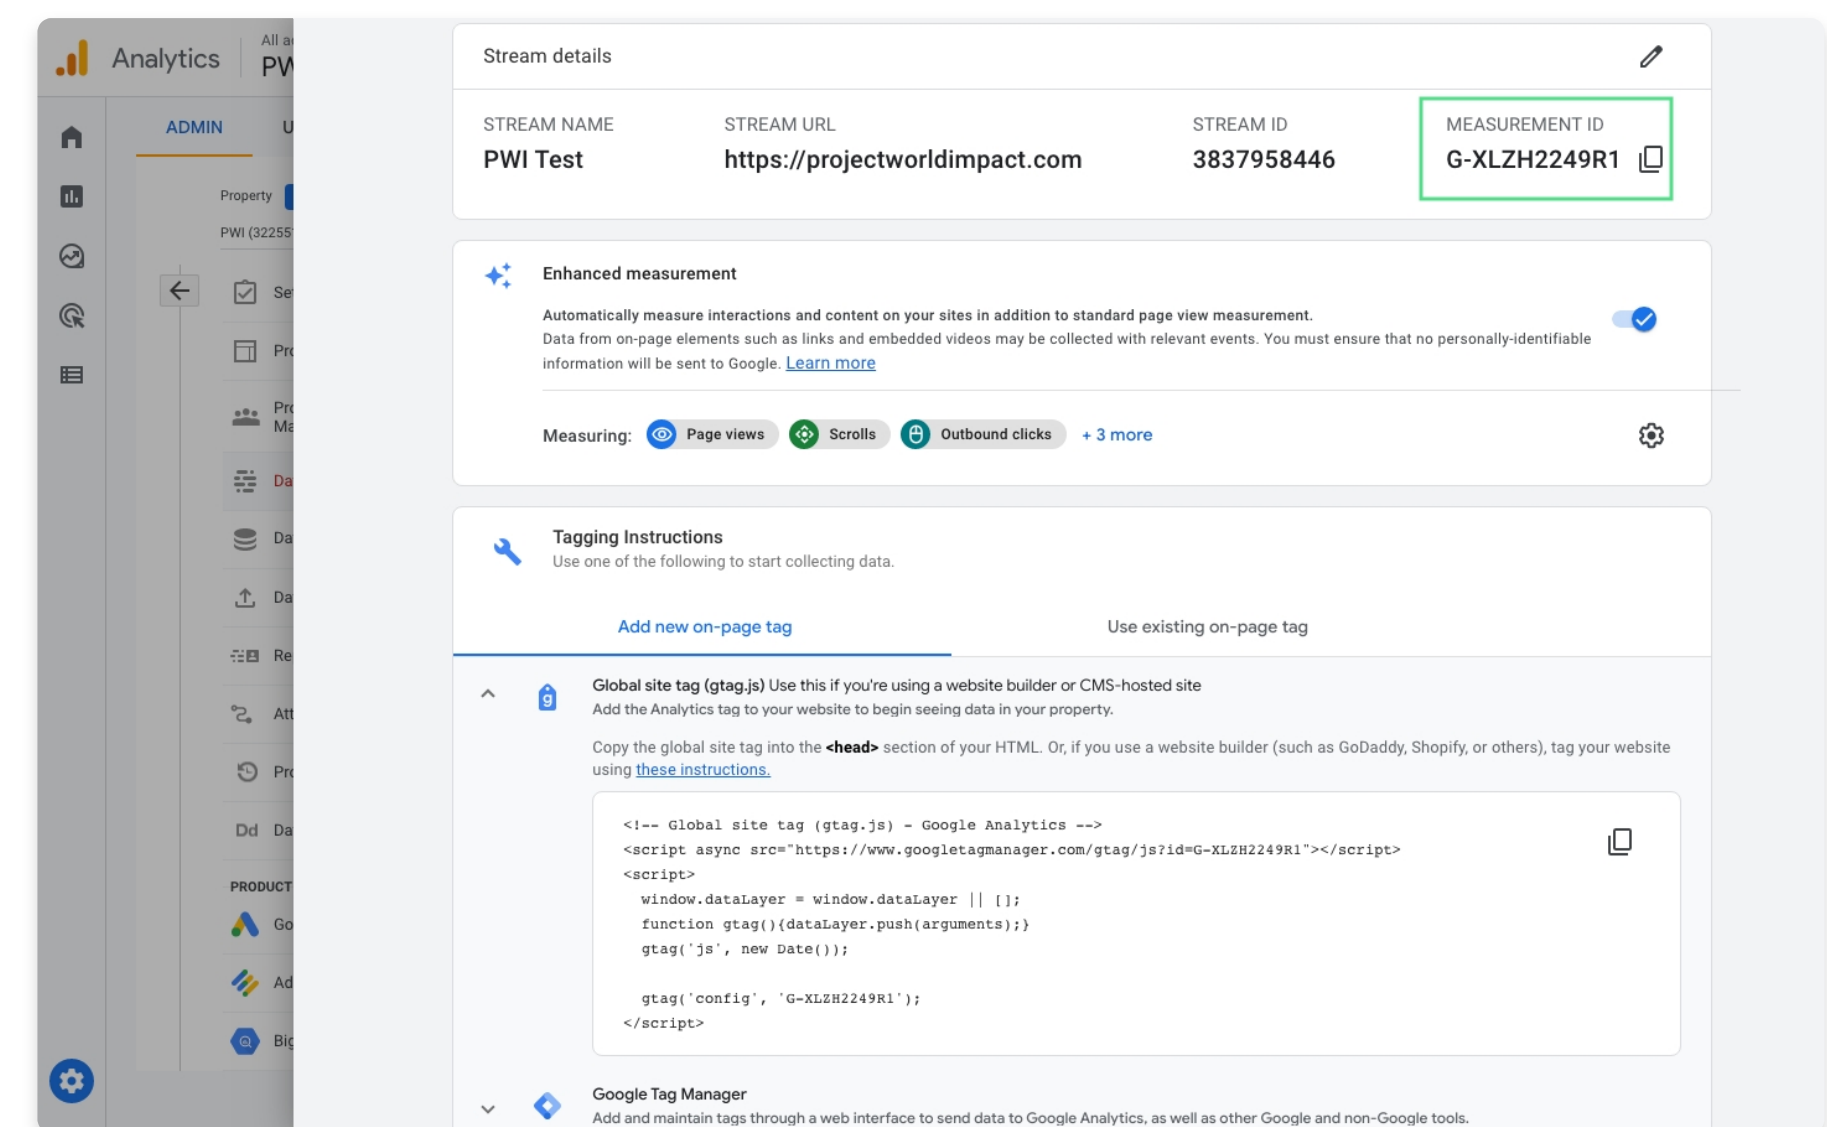 Analytics
All a
PW
ADMIN
U
Property
PWI (32255
Se
Pro
Pro
Ma
Da
Da
Da
Re
Att
Pro
Dd Da
PRODUCT
Go
Ad
Big
Stream details
STREAM NAME
PWI Test
STREAM URL
https://projectworldimpact.com
STREAM ID
3837958446
MEASUREMENT ID
G-XLZH2249R1
Enhanced measurement
Automatically measure interactions and content on your sites in addition to standard page view measurement.
Data from on-page elements such as links and embedded videos may be collected with relevant events. You must ensure that no personally-identifiable
information will be sent to Google. Learn more
Measuring: Page views Scrolls Outbound clicks + 3 more
Tagging Instructions
Use one of the following to start collecting data.
Add new on-page tag
Use existing on-page tag
Global site tag (gtag.js) Use this if you're using a website builder or CMS-hosted site
Add the Analytics tag to your website to begin seeing data in your property.
Copy the global site tag into the <head> section of your HTML. Or, if you use a website builder (such as GoDaddy, Shopify, or others), tag your website
using these instructions.
<!-- Global site tag (gtag.js) - Google Analytics -->
<script async src="https://www.googletagmanager.com/gtag/js?id=G-XLZH2249R1"></script>
<script>
window.dataLayer = window.dataLayer || [];
function gtag(){dataLayer.push(arguments);}
gtag('js', new Date());
gtag('config', 'G-XLZH2249R1');
</script>
Google Tag Manager
Add and maintain tags through a web interface to send data to Google Analytics, as well as other Google and non-Google tools.